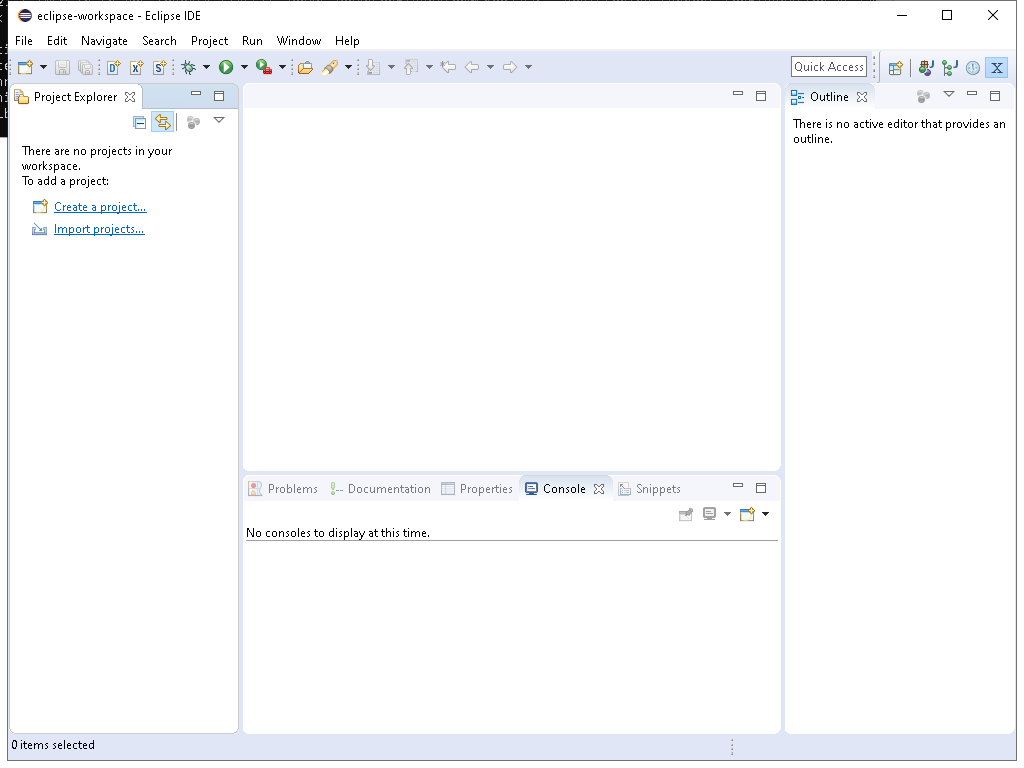 eclipse-workspace - Eclipse IDE
File Edit Navigate Search Project Run Window Help
Quick Access
Project Explorer
Outline
There are no projects in your
workspace.
To add a project:
Create a project...
Import projects...
There is no active editor that provides an
outline.
Problems Documentation Properties Console Snippets
No consoles to display at this time.
0 items selected